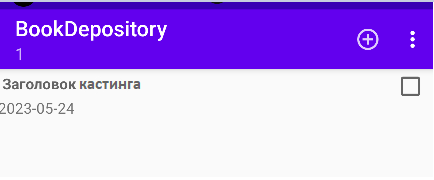 BookDepository
1
Заголовок кастинга
2023-05-24